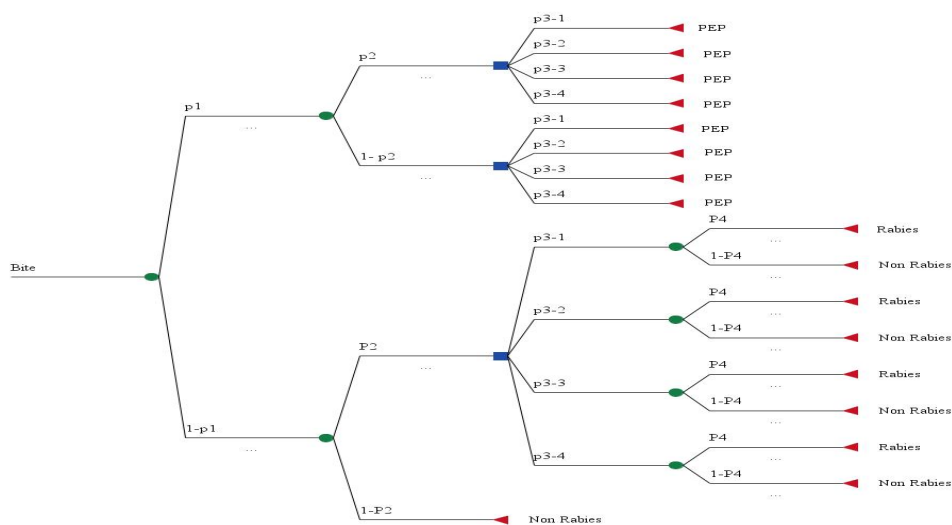 p3-1
PEP
p3-2
PEP
p2
p3-3
PEP
...
p3-4
PEP
p1
...
p3-1
PEP
p3-2
PEP
1- p2
p3-3
PEP
...
p3-4
PEP
P4
Rabies
...
p3-1
1-P4
Non Rabies
...
Bite
P4
Rabies
...
p3-2
1-P4
Non Rabies
...
P2
...
P4
Rabies
...
p3-3
1-P4
Non Rabies
...
1-p1
...
P4
Rabies
...
p3-4
1-P4
Non Rabies
...
1-P2
Non Rabies